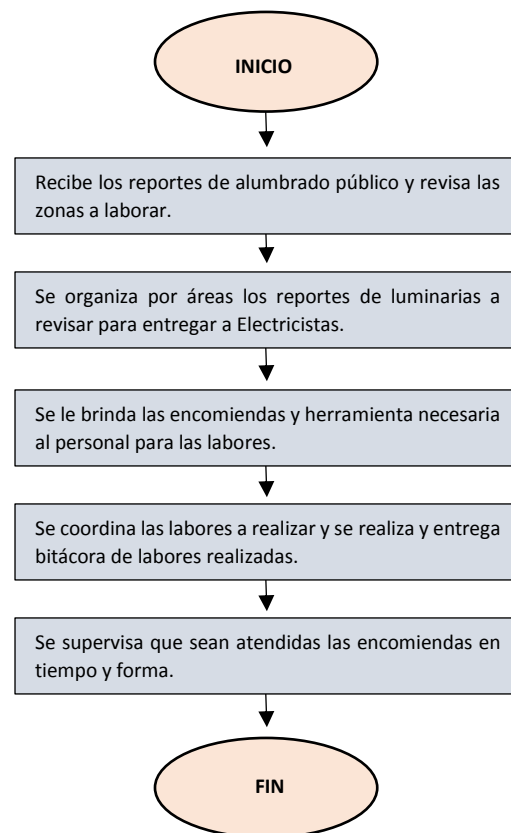 INICIO
Recibe los reportes de alumbrado público y revisa las
zonas a laborar.
Se organiza por áreas los reportes de luminarias a
revisar para entregar a Electricistas.
Se le brinda las encomiendas y herramienta necesaria
al personal para las labores.
Se coordina las labores a realizar y se realiza y entrega
bitácora de labores realizadas.
Se supervisa que sean atendidas las encomiendas en
tiempo y forma.
FIN